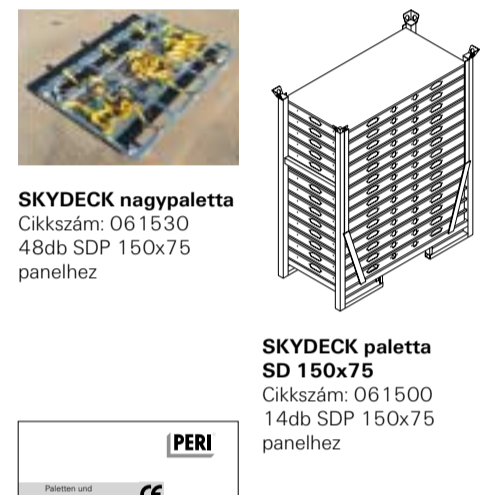 SKYDECK nagypaletta
Cikkszám: 061530
48db SDP 150x75
panelhez
SKYDECK paletta
SD 150x75
Cikkszám: 061500
14db SDP 150x75
panelhez
PERI
Paletten und
CE